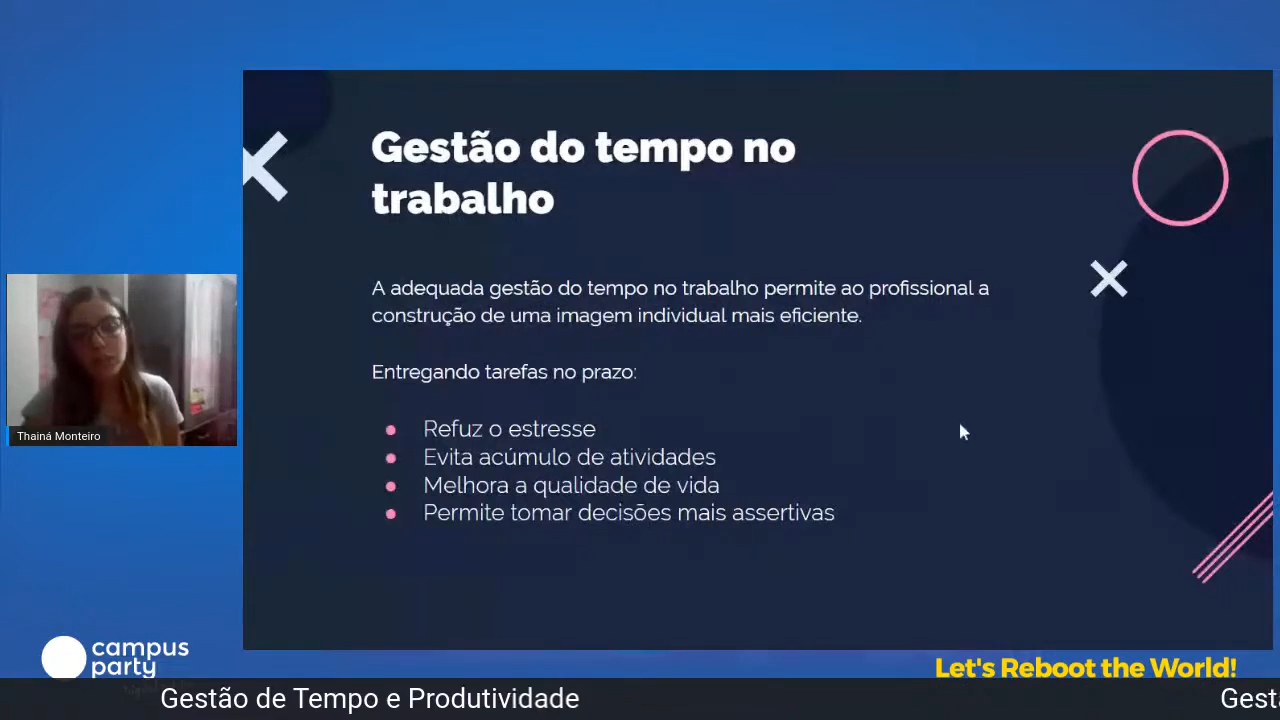 Gestão do tempo no
trabalho
A adequada gestão do tempo no trabalho permite ao profissional a
construção de uma imagem individual mais eficiente.
Entregando tarefas no prazo:
Refuz o estresse
Evita acúmulo de atividades
Melhora a qualidade de vida
Permite tomar decisões mais assertivas
Thainá Monteiro
campus
party
Let's Reboot the World!
Gestão de Tempo e Produtividade
Gest